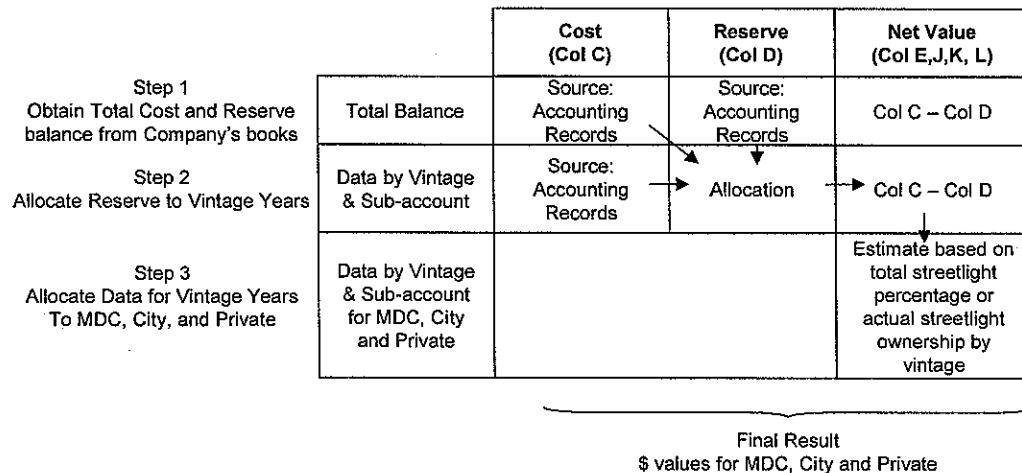 Cost
(Col C)
Reserve
(Col D)
Net Value
(Col E,J,K, L)
Step 1
Obtain Total Cost and Reserve
balance from Company's books
Total Balance
Source:
Accounting
Records
Source:
Accounting
Records
Col C – Col D
Step 2
Allocate Reserve to Vintage Years
Data by Vintage
& Sub-account
Source:
Accounting
Records
Allocation
Col C – Col D
Step 3
Allocate Data for Vintage Years
To MDC, City, and Private
Data by Vintage
& Sub-account
for MDC, City
and Private
Estimate based on
total streetlight
percentage or
actual streetlight
ownership by
vintage
Final Result
$ values for MDC, City and Private